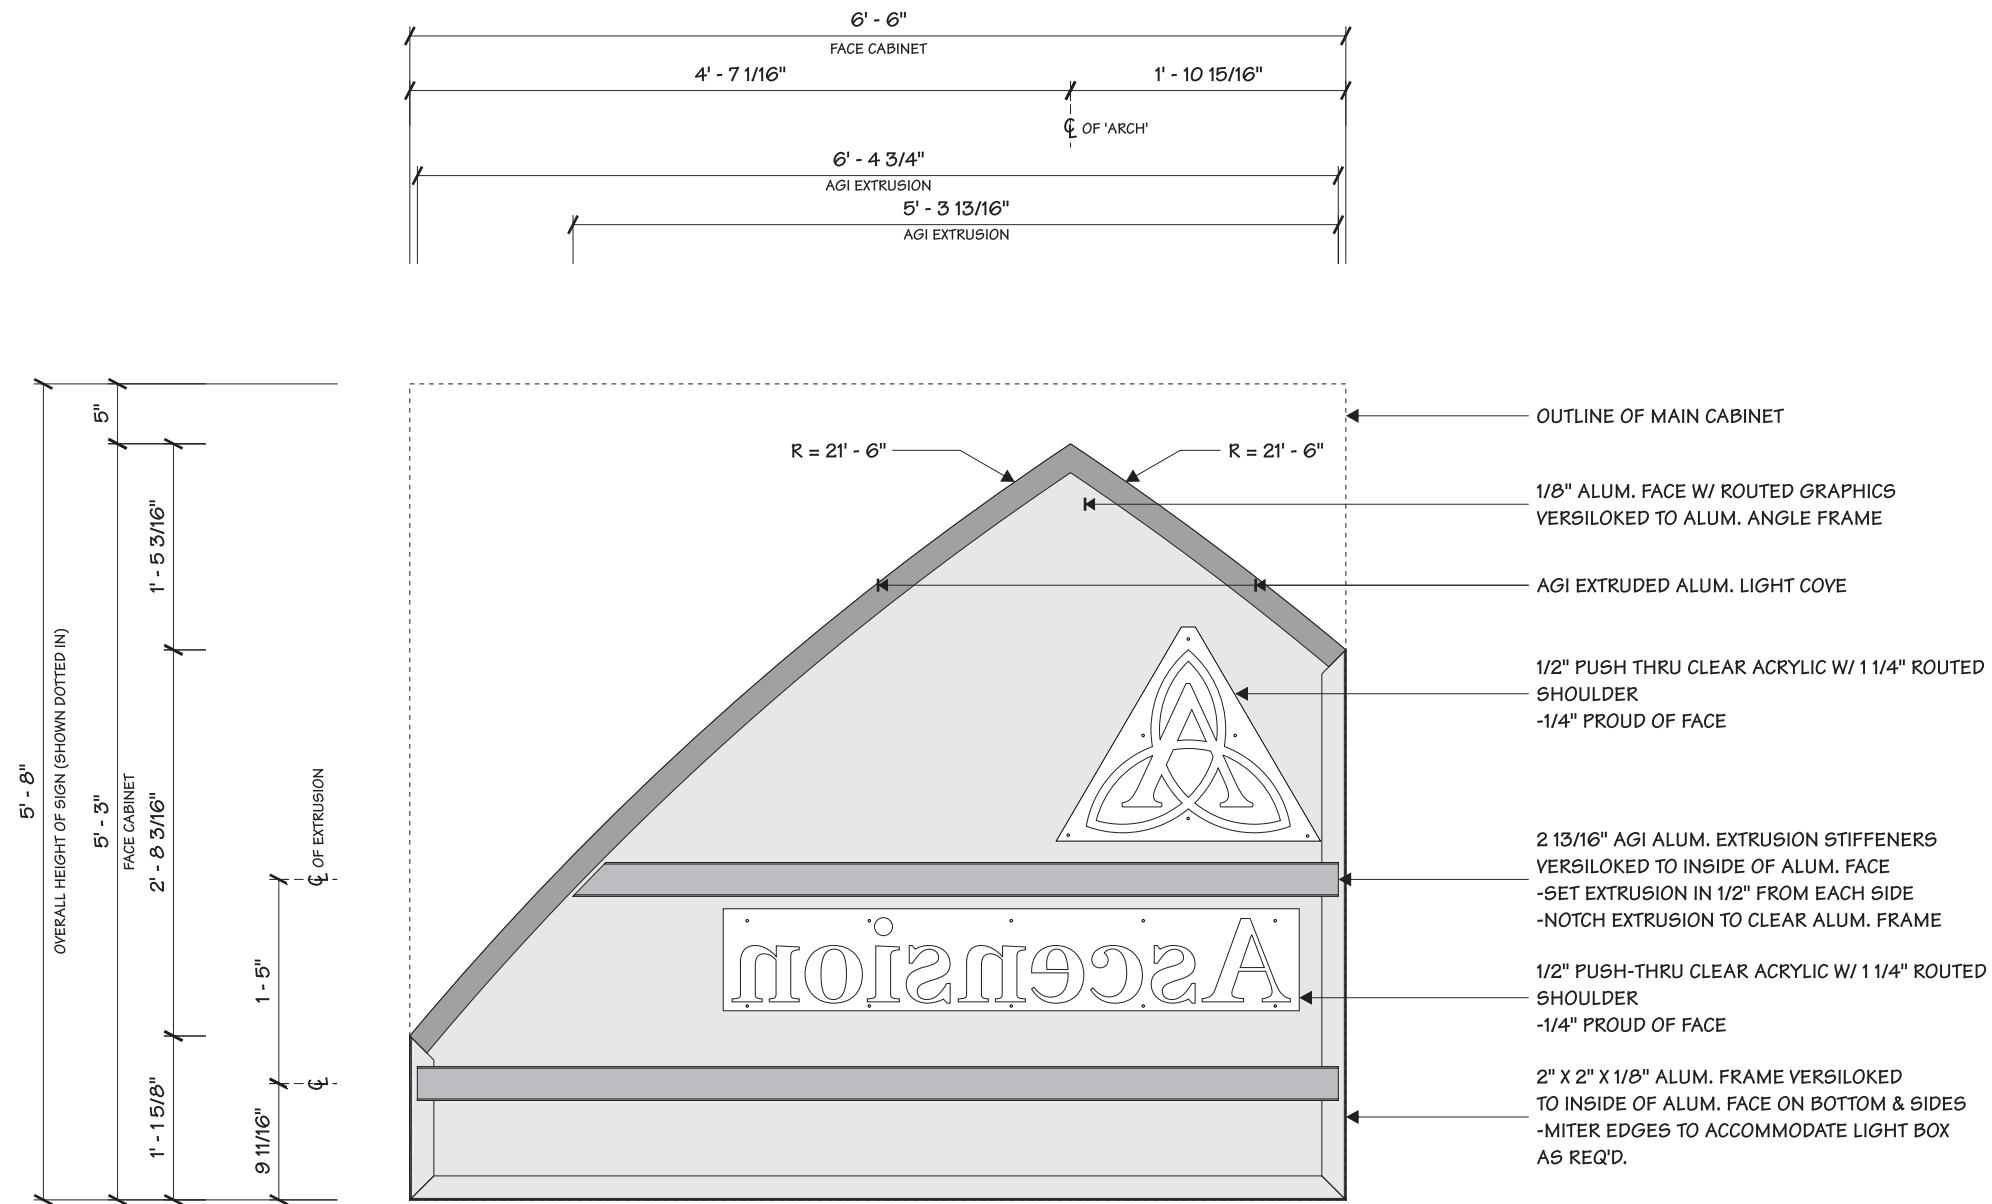 6' - 6"
FACE CABINET
4' - 7 1/16"
1' - 10 15/16"
℄ OF 'ARCH'
6' - 4 3/4"
AGI EXTRUSION
5' - 3 13/16"
AGI EXTRUSION
5' - 8"
OVERALL HEIGHT OF SIGN (SHOWN DOTTED IN)
5"
5' - 3"
FACE CABINET
1' - 5 3/16"
2' - 8 3/16"
1' - 1 5/8"
℄ OF EXTRUSION
1 - 5"
℄
9 11/16"
R = 21' - 6"
R = 21' - 6"
A
Ascension
OUTLINE OF MAIN CABINET
1/8" ALUM. FACE W/ ROUTED GRAPHICS
VERSILOKED TO ALUM. ANGLE FRAME
AGI EXTRUDED ALUM. LIGHT COVE
1/2" PUSH THRU CLEAR ACRYLIC W/ 1 1/4" ROUTED
SHOULDER
-1/4" PROUD OF FACE
2 13/16" AGI ALUM. EXTRUSION STIFFENERS
VERSILOKED TO INSIDE OF ALUM. FACE
-SET EXTRUSION IN 1/2" FROM EACH SIDE
-NOTCH EXTRUSION TO CLEAR ALUM. FRAME
1/2" PUSH-THRU CLEAR ACRYLIC W/ 1 1/4" ROUTED
SHOULDER
-1/4" PROUD OF FACE
2" X 2" X 1/8" ALUM. FRAME VERSILOKED
TO INSIDE OF ALUM. FACE ON BOTTOM & SIDES
-MITER EDGES TO ACCOMMODATE LIGHT BOX
AS REQ'D.